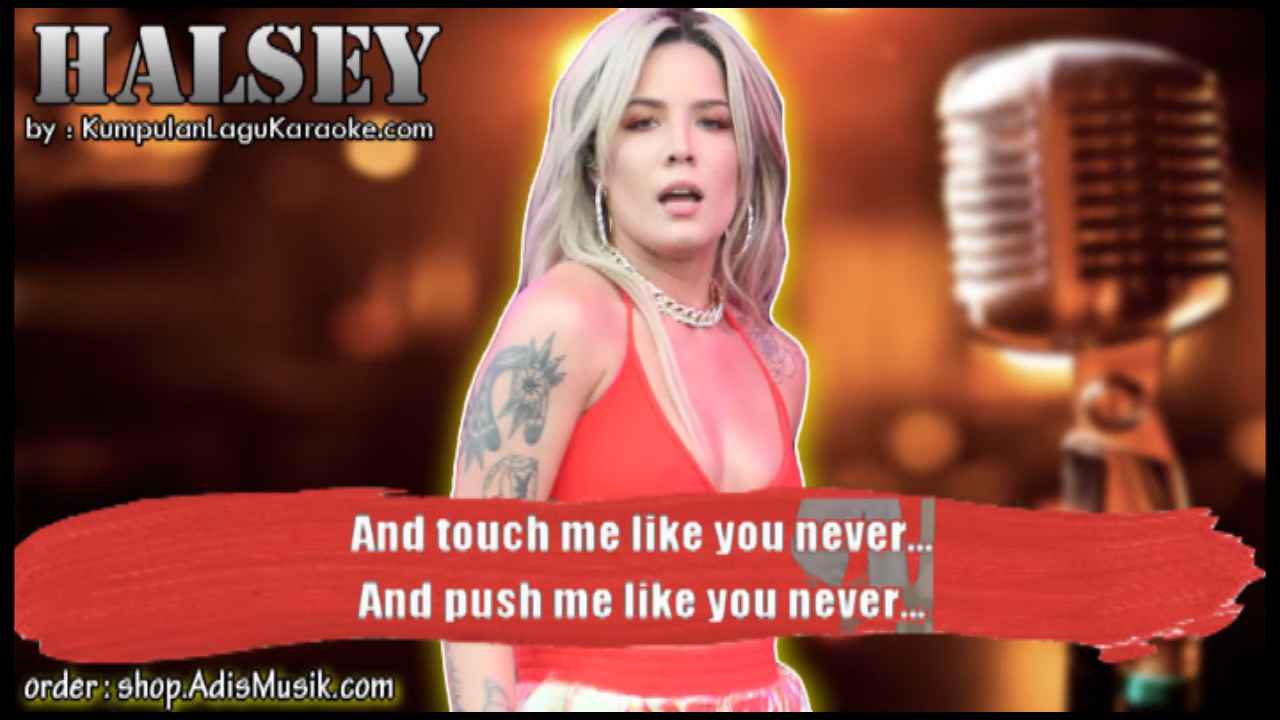 HALSEY
by : KumpulanLaguKaraoke.com
And touch me like you never...
And push me like you never...
order : shop.AdisMusik.com